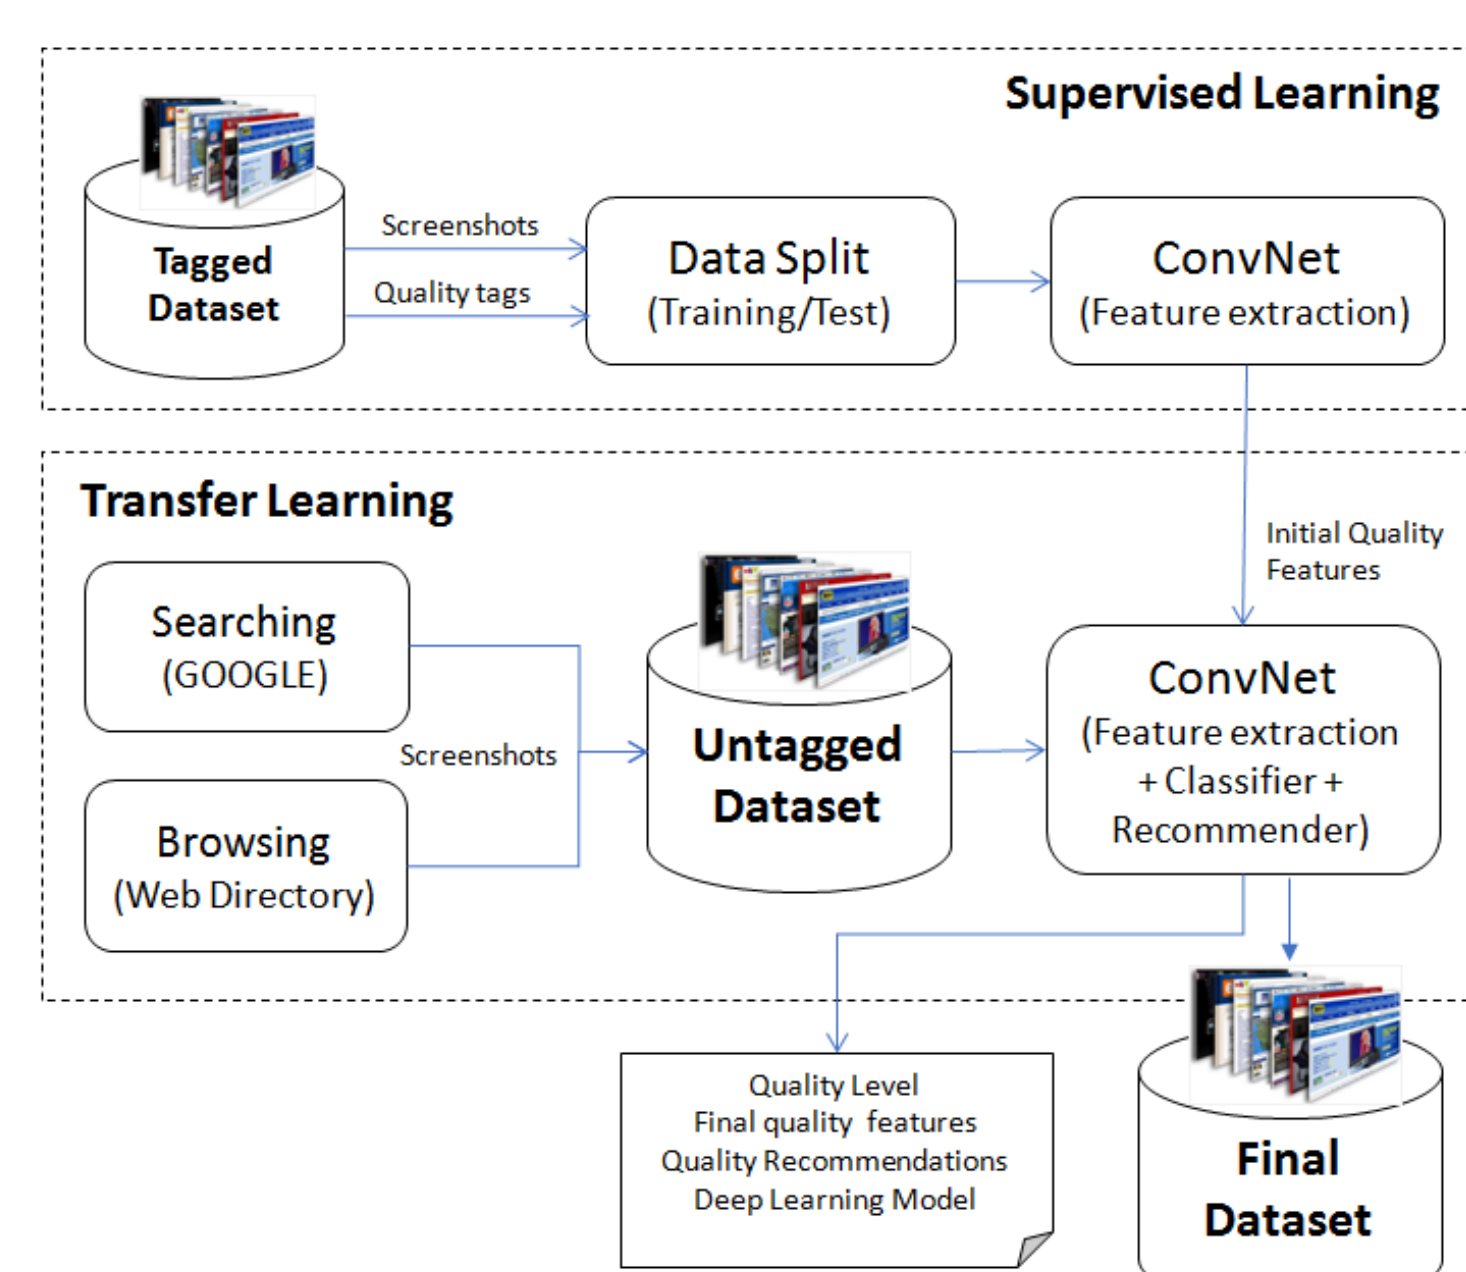 Supervised Learning
Tagged
Dataset
Screenshots
Quality tags
Data Split
(Training/Test)
ConvNet
(Feature extraction)
Transfer Learning
Initial Quality
Features
Searching
(GOOGLE)
Screenshots
Browsing
(Web Directory)
Untagged
Dataset
ConvNet
(Feature extraction
+ Classifier +
Recommender)
Quality Level
Final quality features
Quality Recommendations
Deep Learning Model
Final
Dataset